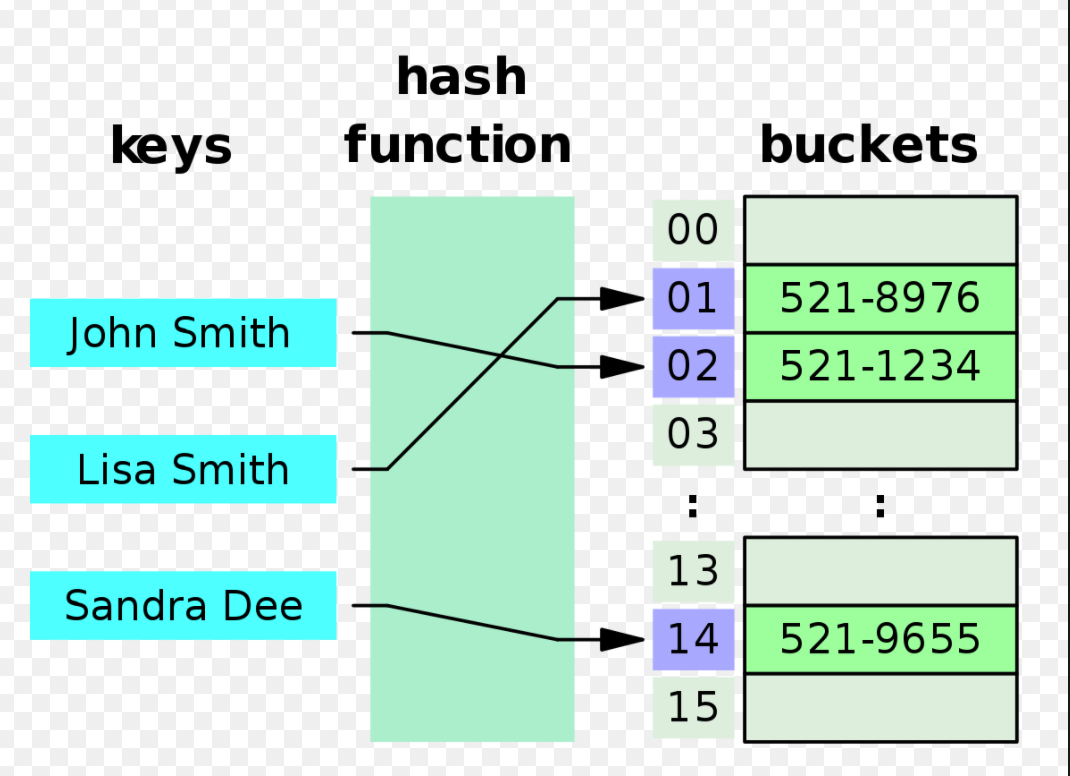 hash
keys function buckets
00
01 521-8976
John Smith
02 521-1234
03
Lisa Smith
: :
13
Sandra Dee
14 521-9655
15